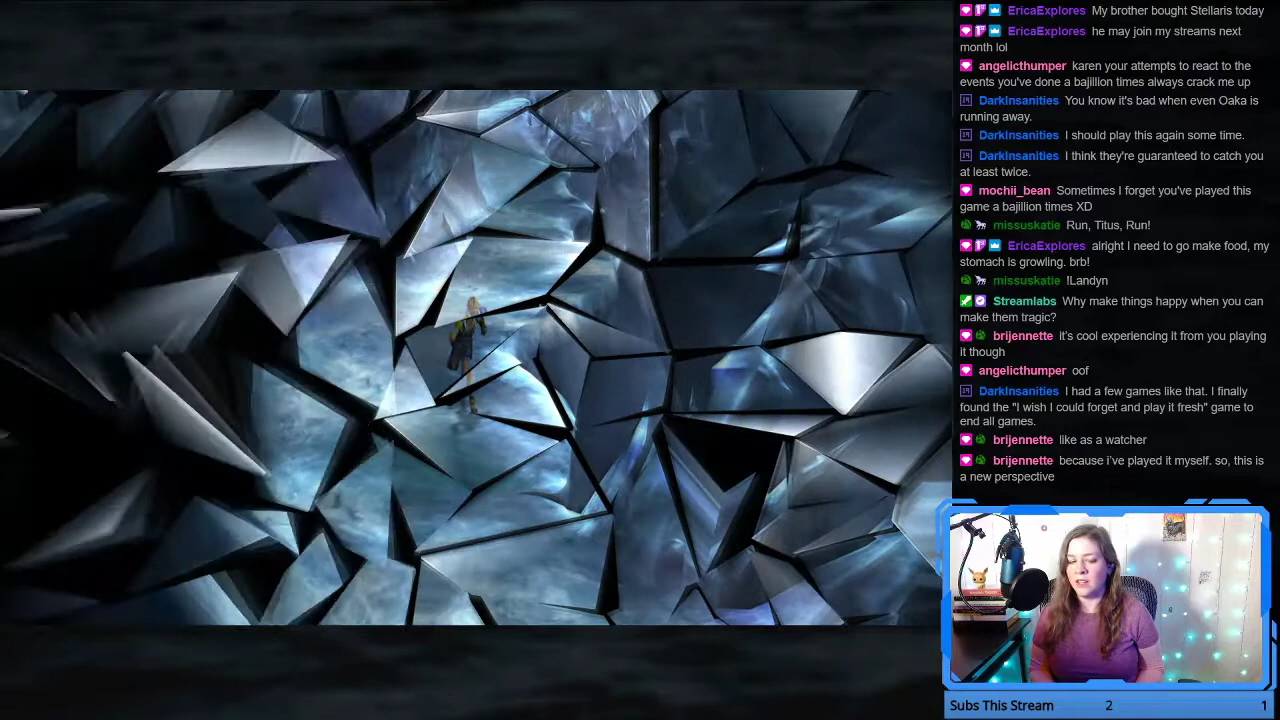 EricaExplores My brother bought Stellaris today
EricaExplores he may join my streams next
month lol
angelicthumper karen your attempts to react to the
events you've done a bajillion times always crack me up
DarkInsanities You know it's bad when even Oaka is
running away.
DarkInsanities I should play this again some time.
DarkInsanities I think they're guaranteed to catch you
at least twice.
mochii_bean Sometimes I forget you've played this
game a bajillion times XD
missuskatie Run, Titus, Run!
EricaExplores alright I need to go make food, my
stomach is growling. brb!
missuskatie !Landyn
Streamlabs Why make things happy when you can
make them tragic?
brijennette it's cool experiencing it from you playing
it though
angelicthumper oof
DarkInsanities I had a few games like that. I finally
found the "I wish I could forget and play it fresh" game to
end all games.
brijennette like as a watcher
brijennette because i've played it myself. so, this is
a new perspective
Subs This Stream 2 1